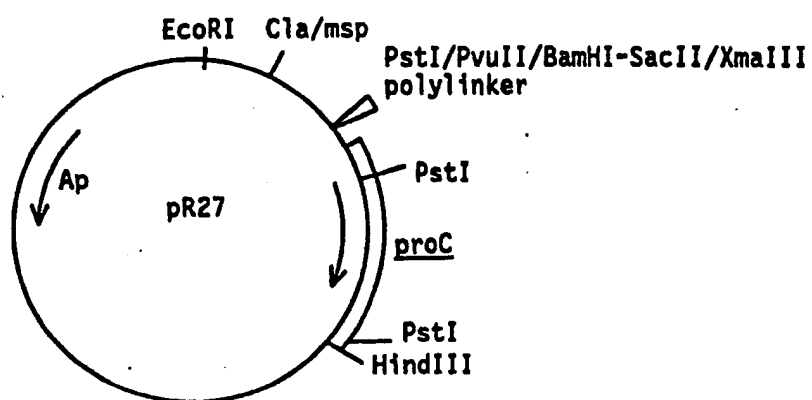 EcoRI Cla/msp
PstI/PvuII/BamHI-SacII/XmaIII
polylinker
PstI
Ap
pR27
proC
PstI
HindIII